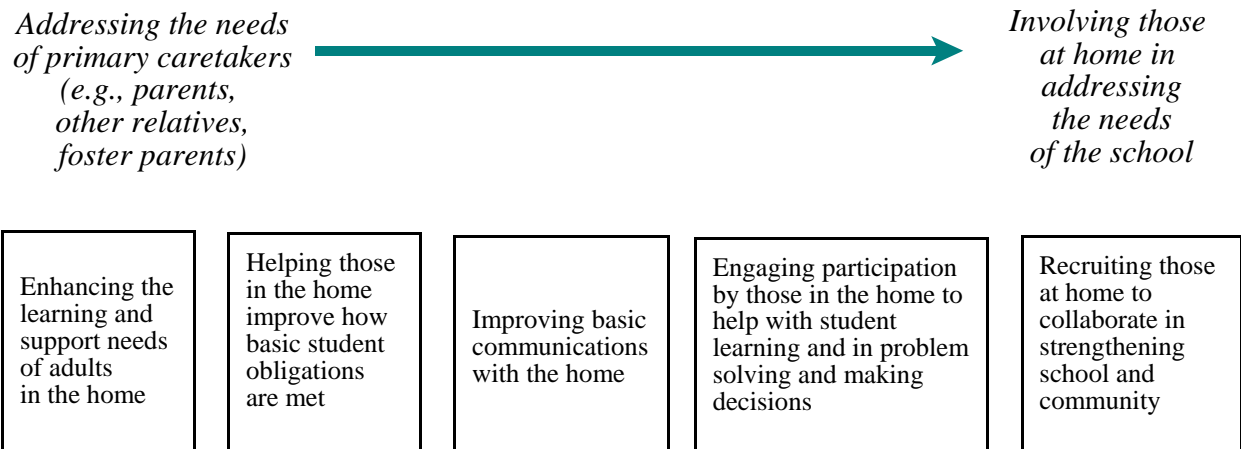 Addressing the needs
of primary caretakers
(e.g., parents,
other relatives,
foster parents)
Involving those
at home in
addressing
the needs
of the school
Enhancing the
learning and
support needs
of adults
in the home
Helping those
in the home
improve how
basic student
obligations
are met
Improving basic
communications
with the home
Engaging participation
by those in the home to
help with student
learning and in problem
solving and making
decisions
Recruiting those
at home to
collaborate in
strengthening
school and
community